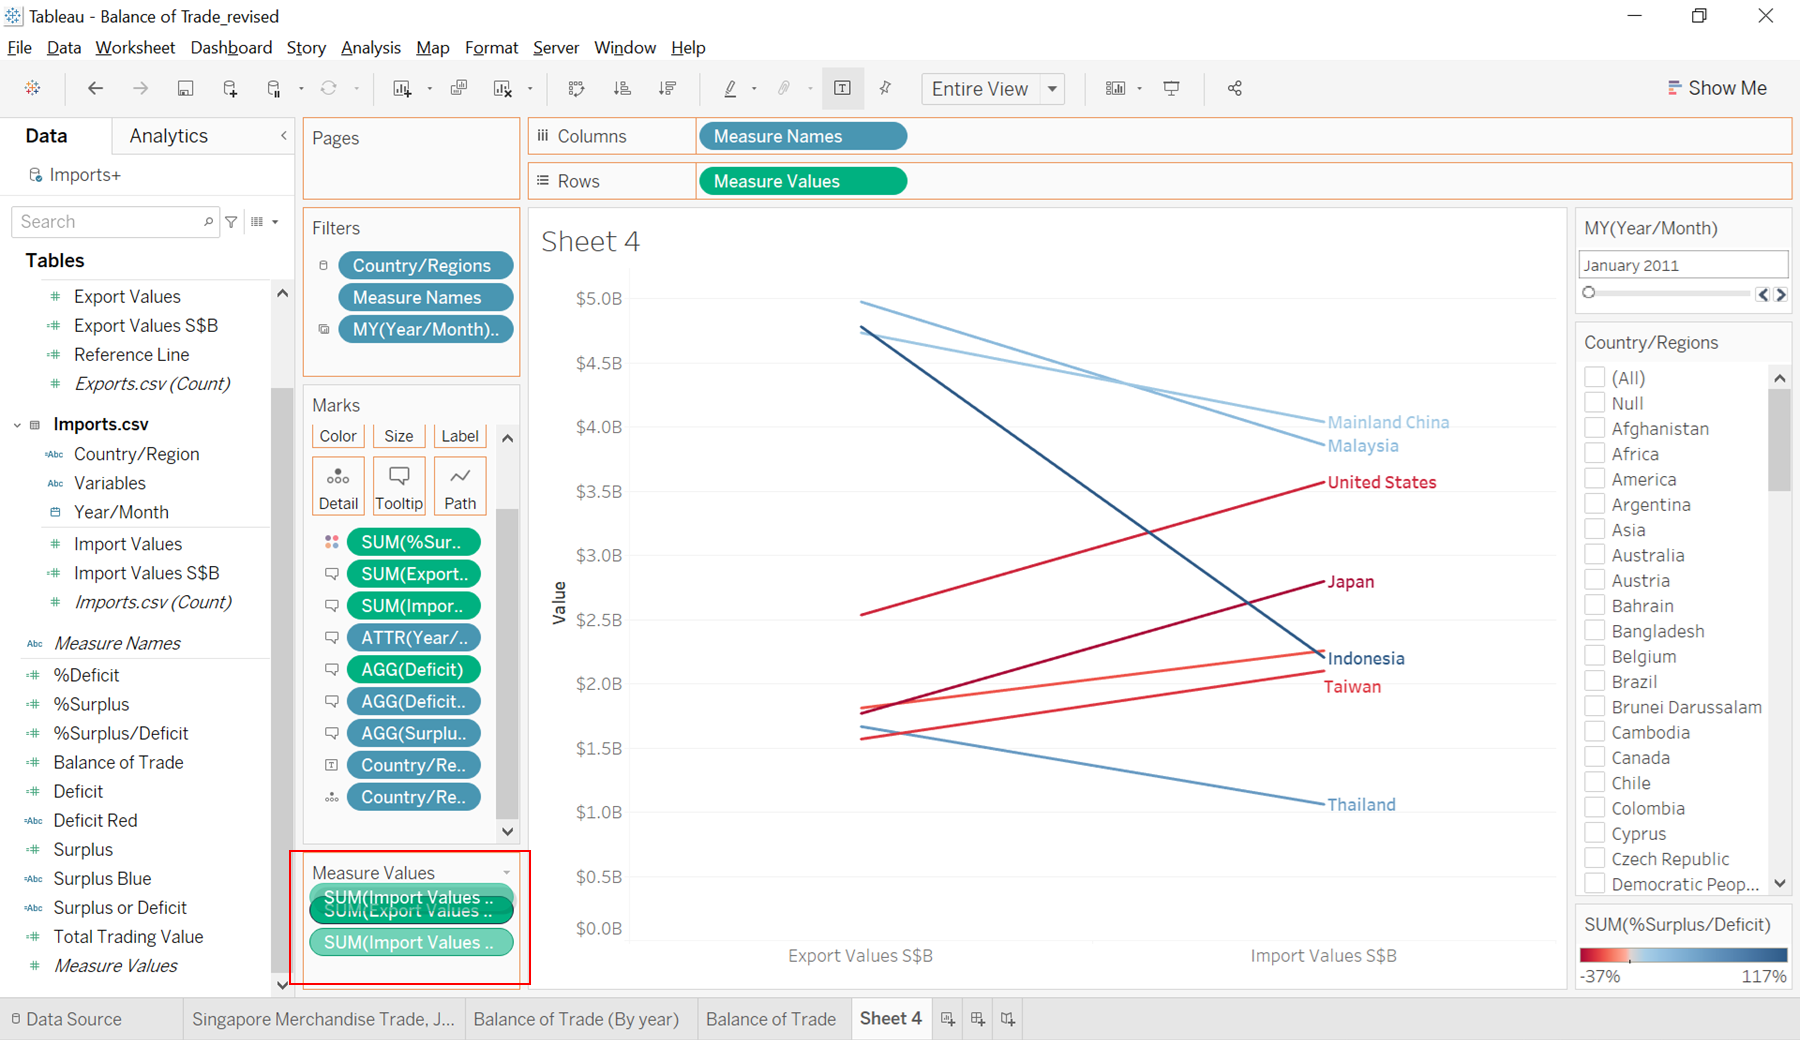 Tableau - Balance of Trade_revised
File Data Worksheet Dashboard Story Analysis Map Format Server Window Help
Entire View
Show Me
Data Analytics
Imports+
Search
Tables
Export Values
Export Values S$B
Reference Line
Exports.csv (Count)
Imports.csv
Abc Country/Region
Abc Variables
Year/Month
Import Values
Import Values S$B
Imports.csv (Count)
Abc Measure Names
%Deficit
%Surplus
%Surplus/Deficit
Balance of Trade
Deficit
Abc Deficit Red
Surplus
Abc Surplus Blue
Abc Surplus or Deficit
Total Trading Value
Measure Values
Pages
Filters
Country/Regions
Measure Names
MY(Year/Month)..
Marks
Color Size Label
Detail Tooltip Path
SUM(%Sur..
SUM(Export..
SUM(Impor..
ATTR(Year/..
AGG(Deficit)
AGG(Deficit..
AGG(Surplu..
Country/Re..
Country/Re..
Measure Values
SUM(Import Values ..
SUM(Export Values ..
SUM(Import Values ..
Columns Measure Names
Rows Measure Values
Sheet 4
$5.0B
$4.5B
$4.0B
$3.5B
$3.0B
$2.5B
$2.0B
$1.5B
$1.0B
$0.5B
$0.0B
Value
Mainland China
Malaysia
United States
Japan
Indonesia
Taiwan
Thailand
Export Values S$B Import Values S$B
MY(Year/Month)
January 2011
Country/Regions
(All)
Null
Afghanistan
Africa
America
Argentina
Asia
Australia
Austria
Bahrain
Bangladesh
Belgium
Brazil
Brunei Darussalam
Cambodia
Canada
Chile
Colombia
Cyprus
Czech Republic
Democratic Peop...
SUM(%Surplus/Deficit)
-37% 117%
Data Source Singapore Merchandise Trade, J... Balance of Trade (By year) Balance of Trade Sheet 4